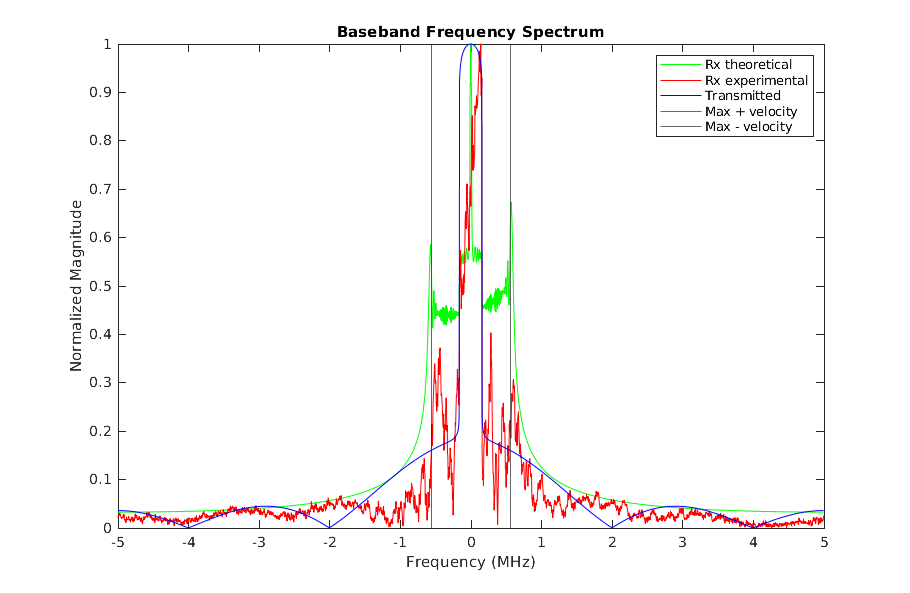 Baseband Frequency Spectrum
Rx theoretical
Rx experimental
Transmitted
Max + velocity
Max - velocity
Normalized Magnitude
1
0.9
0.8
0.7
0.6
0.5
0.4
0.3
0.2
0.1
0
-5 -4 -3 -2 -1 0 1 2 3 4 5
Frequency (MHz)